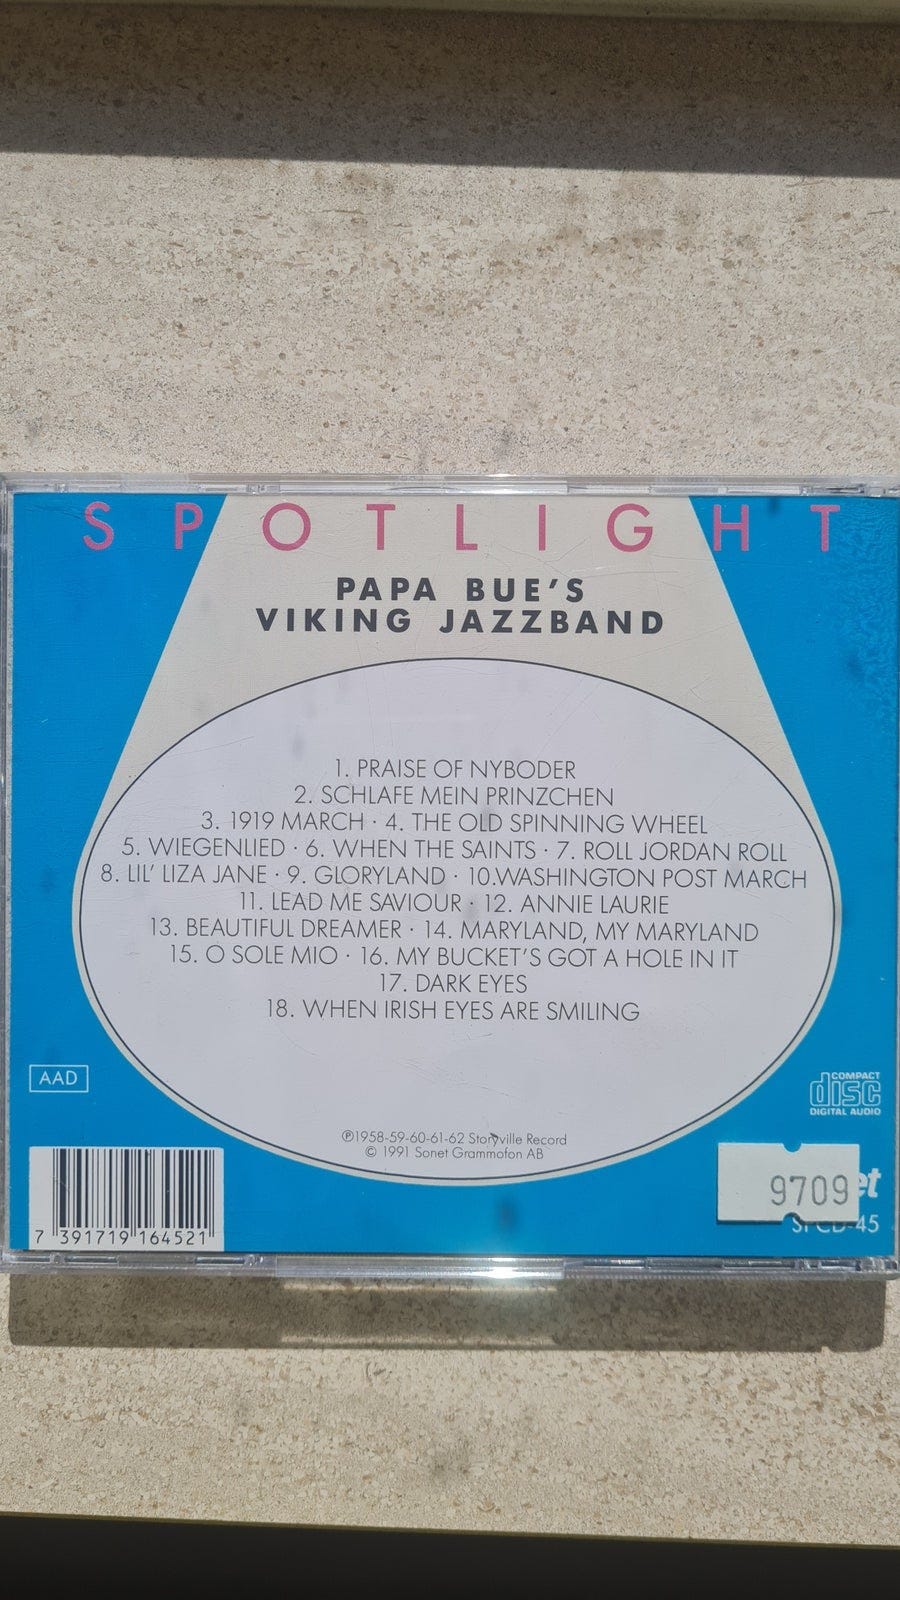 SPOTLIGHT
PAPA BUE'S
VIKING JAZZBAND
1. PRAISE OF NYBODER
2. SCHLAFE MEIN PRINZCHEN
3. 1919 MARCH · 4. THE OLD SPINNING WHEEL
5. WIEGENLIED · 6. WHEN THE SAINTS · 7. ROLL JORDAN ROLL
8. LIL' LIZA JANE · 9. GLORYLAND · 10.WASHINGTON POST MARCH
11. LEAD ME SAVIOUR · 12. ANNIE LAURIE
13. BEAUTIFUL DREAMER · 14. MARYLAND, MY MARYLAND
15. O SOLE MIO · 16. MY BUCKET'S GOT A HOLE IN IT
17. DARK EYES
18. WHEN IRISH EYES ARE SMILING
AAD
COMPACT
disc
DIGITAL AUDIO
℗1958-59-60-61-62 Storyville Record
© 1991 Sonet Grammofon AB
9709
7 391719 164521